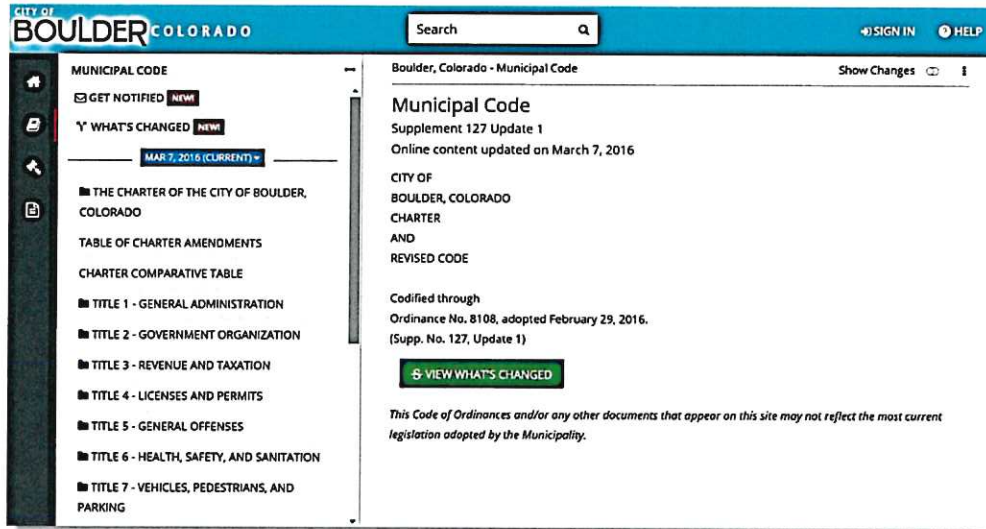 CITY OF
BOULDER COLORADO
Search
SIGN IN
HELP
MUNICIPAL CODE
GET NOTIFIED NEW!
WHAT'S CHANGED NEW!
MAR 7, 2016 (CURRENT)
THE CHARTER OF THE CITY OF BOULDER,
COLORADO
TABLE OF CHARTER AMENDMENTS
CHARTER COMPARATIVE TABLE
TITLE 1 - GENERAL ADMINISTRATION
TITLE 2 - GOVERNMENT ORGANIZATION
TITLE 3 - REVENUE AND TAXATION
TITLE 4 - LICENSES AND PERMITS
TITLE 5 - GENERAL OFFENSES
TITLE 6 - HEALTH, SAFETY, AND SANITATION
TITLE 7 - VEHICLES, PEDESTRIANS, AND
PARKING
Boulder, Colorado - Municipal Code
Show Changes
Municipal Code
Supplement 127 Update 1
Online content updated on March 7, 2016
CITY OF
BOULDER, COLORADO
CHARTER
AND
REVISED CODE
Codified through
Ordinance No. 8108, adopted February 29, 2016.
(Supp. No. 127, Update 1)
VIEW WHAT'S CHANGED
This Code of Ordinances and/or any other documents that appear on this site may not reflect the most current
legislation adopted by the Municipality.